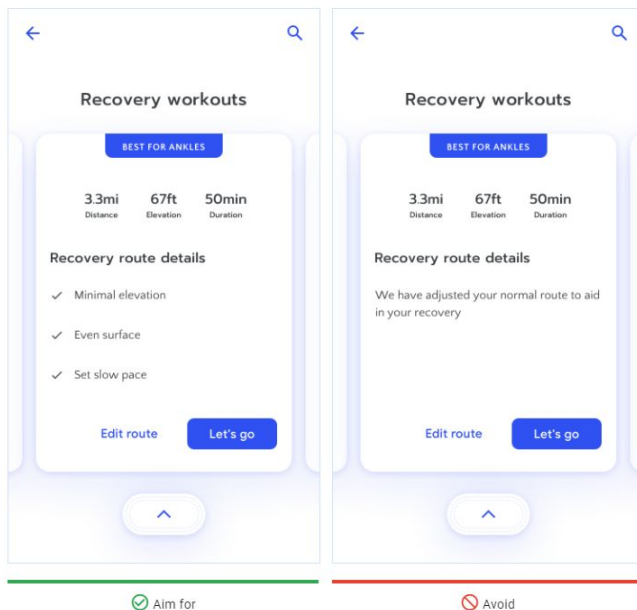 Recovery workouts
BEST FOR ANKLES
3.3mi 67ft 50min
Distance Elevation Duration
Recovery route details
Minimal elevation
Even surface
Set slow pace
Edit route Let's go
Aim for
Recovery workouts
BEST FOR ANKLES
3.3mi 67ft 50min
Distance Elevation Duration
Recovery route details
We have adjusted your normal route to aid
in your recovery
Edit route Let's go
Avoid